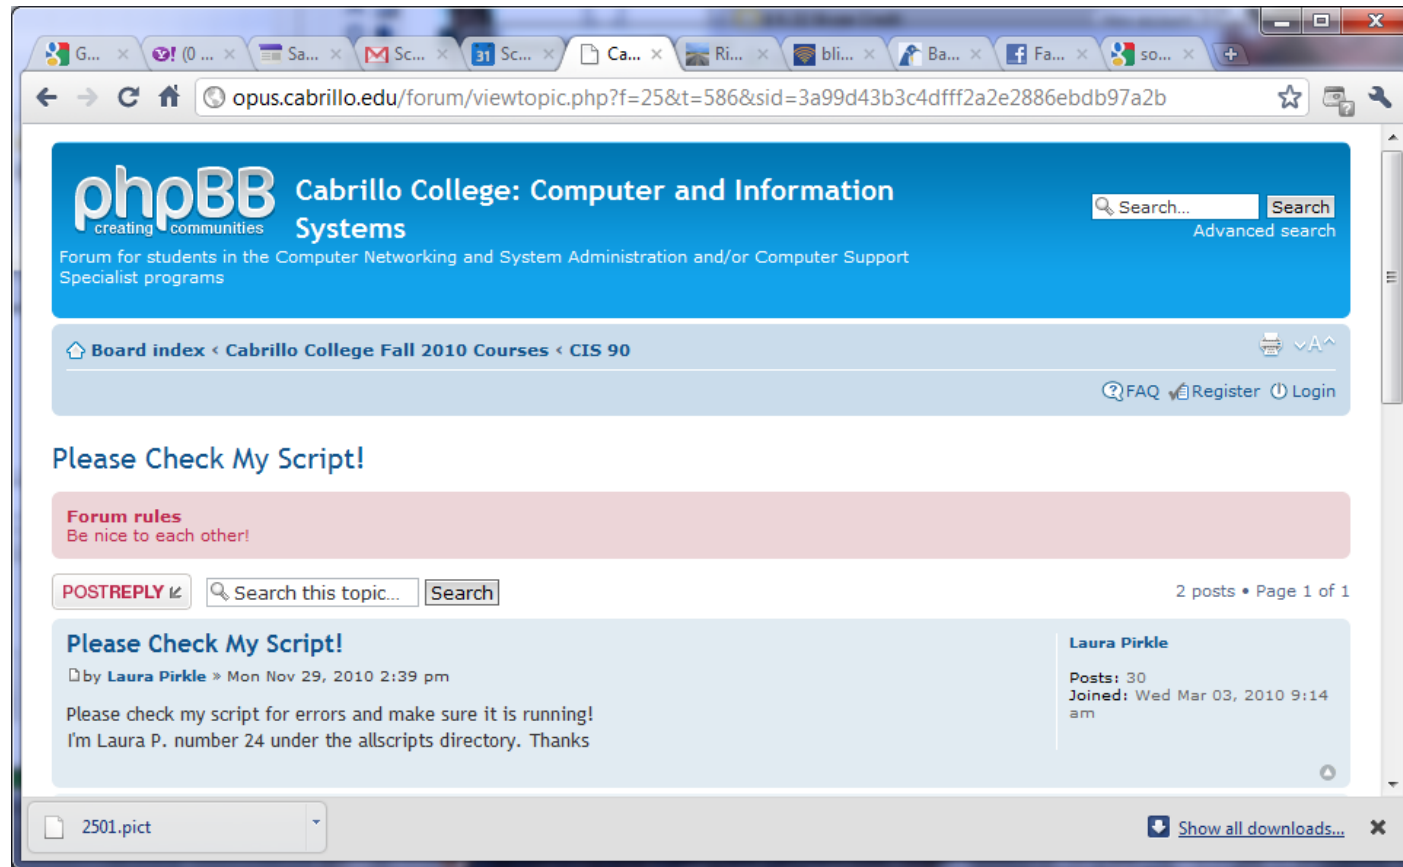 G... (0 ... Sa... Sc... 31 Sc... Ca... Ri... bli... Ba... Fa... so...
opus.cabrillo.edu/forum/viewtopic.php?f=25&t=586&sid=3a99d43b3c4dfff2a2e2886ebdb97a2b
phpBB
creating communities
Cabrillo College: Computer and Information
Systems
Forum for students in the Computer Networking and System Administration and/or Computer Support
Specialist programs
Search... Search
Advanced search
Board index ‹ Cabrillo College Fall 2010 Courses ‹ CIS 90
FAQ Register Login
Please Check My Script!
Forum rules
Be nice to each other!
POSTREPLY Search this topic... Search 2 posts • Page 1 of 1
Please Check My Script!
by Laura Pirkle » Mon Nov 29, 2010 2:39 pm
Please check my script for errors and make sure it is running!
I'm Laura P. number 24 under the allscripts directory. Thanks
Laura Pirkle
Posts: 30
Joined: Wed Mar 03, 2010 9:14
am
2501.pict Show all downloads...